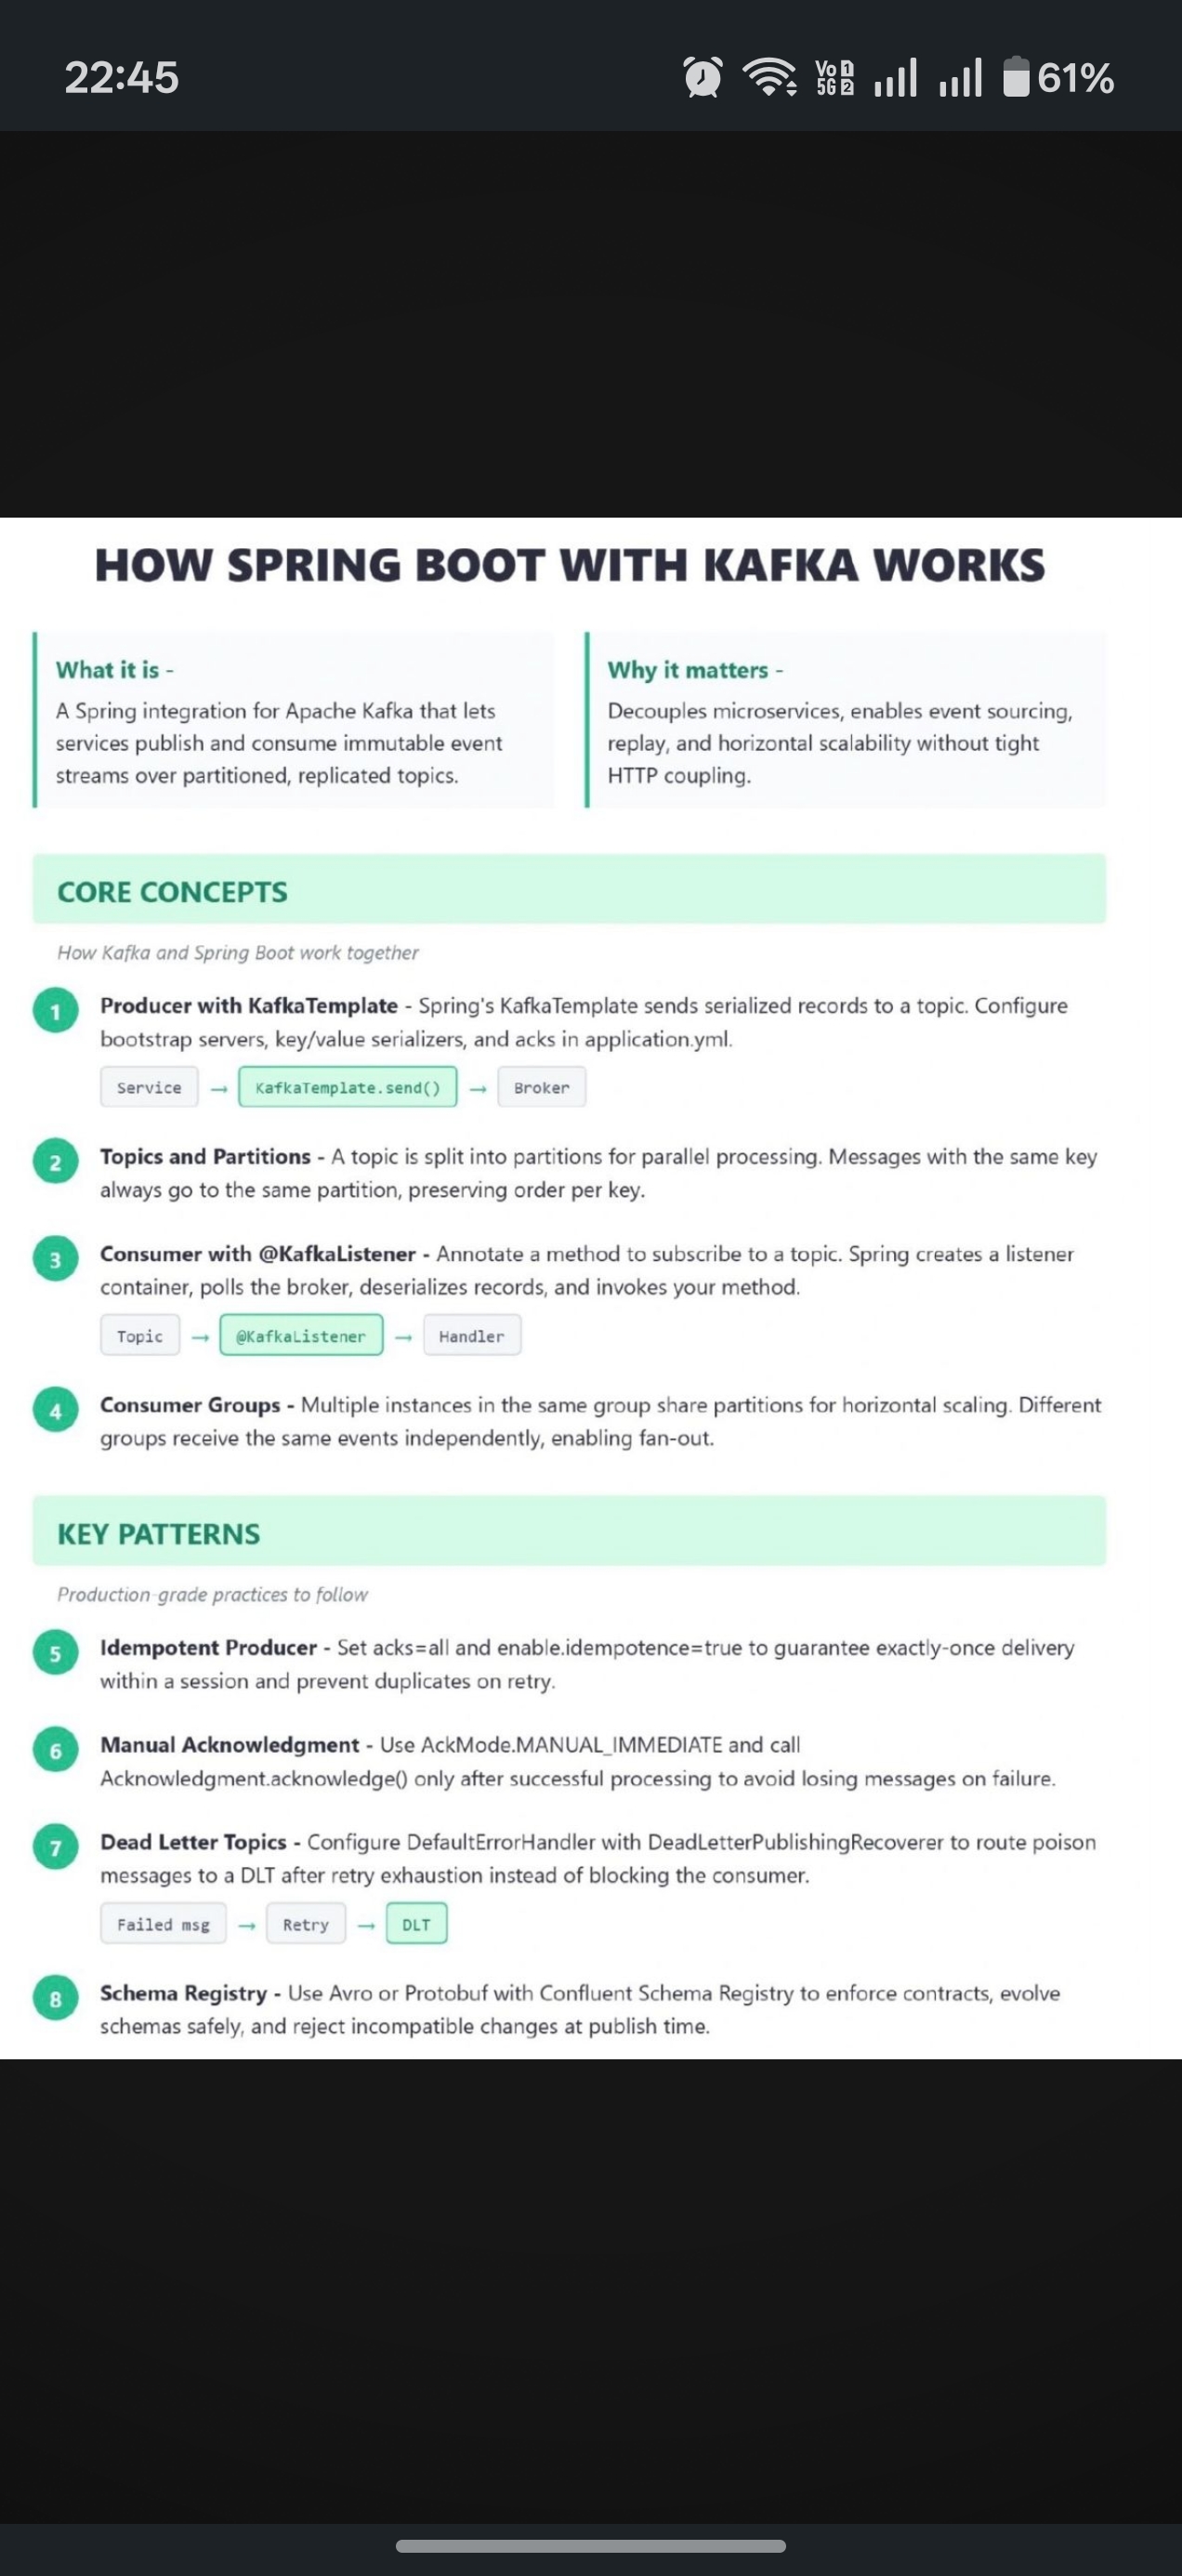 22:45
Vo 1
5G 2
61%
HOW SPRING BOOT WITH KAFKA WORKS
What it is -
A Spring integration for Apache Kafka that lets
services publish and consume immutable event
streams over partitioned, replicated topics.
Why it matters -
Decouples microservices, enables event sourcing,
replay, and horizontal scalability without tight
HTTP coupling.
CORE CONCEPTS
How Kafka and Spring Boot work together
1 Producer with KafkaTemplate - Spring's KafkaTemplate sends serialized records to a topic. Configure
bootstrap servers, key/value serializers, and acks in application.yml.
Service → KafkaTemplate.send() → Broker
2 Topics and Partitions - A topic is split into partitions for parallel processing. Messages with the same key
always go to the same partition, preserving order per key.
3 Consumer with @KafkaListener - Annotate a method to subscribe to a topic. Spring creates a listener
container, polls the broker, deserializes records, and invokes your method.
Topic → @KafkaListener → Handler
4 Consumer Groups - Multiple instances in the same group share partitions for horizontal scaling. Different
groups receive the same events independently, enabling fan-out.
KEY PATTERNS
Production-grade practices to follow
5 Idempotent Producer - Set acks=all and enable.idempotence=true to guarantee exactly-once delivery
within a session and prevent duplicates on retry.
6 Manual Acknowledgment - Use AckMode.MANUAL_IMMEDIATE and call
Acknowledgment.acknowledge() only after successful processing to avoid losing messages on failure.
7 Dead Letter Topics - Configure DefaultErrorHandler with DeadLetterPublishingRecoverer to route poison
messages to a DLT after retry exhaustion instead of blocking the consumer.
Failed msg → Retry → DLT
8 Schema Registry - Use Avro or Protobuf with Confluent Schema Registry to enforce contracts, evolve
schemas safely, and reject incompatible changes at publish time.